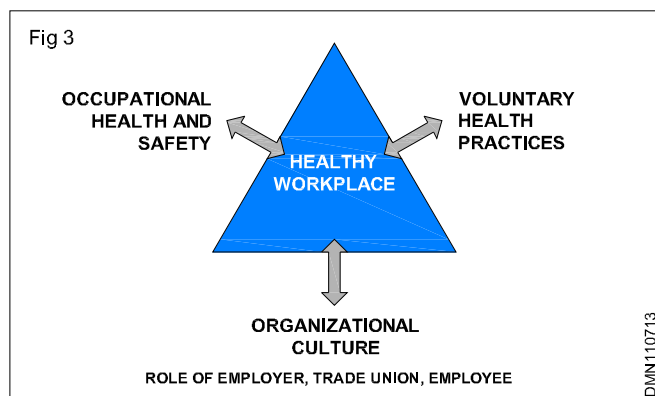 Fig 3
OCCUPATIONAL
HEALTH AND
SAFETY
VOLUNTARY
HEALTH
PRACTICES
HEALTHY
WORKPLACE
ORGANIZATIONAL
CULTURE
ROLE OF EMPLOYER, TRADE UNION, EMPLOYEE
DMN110713